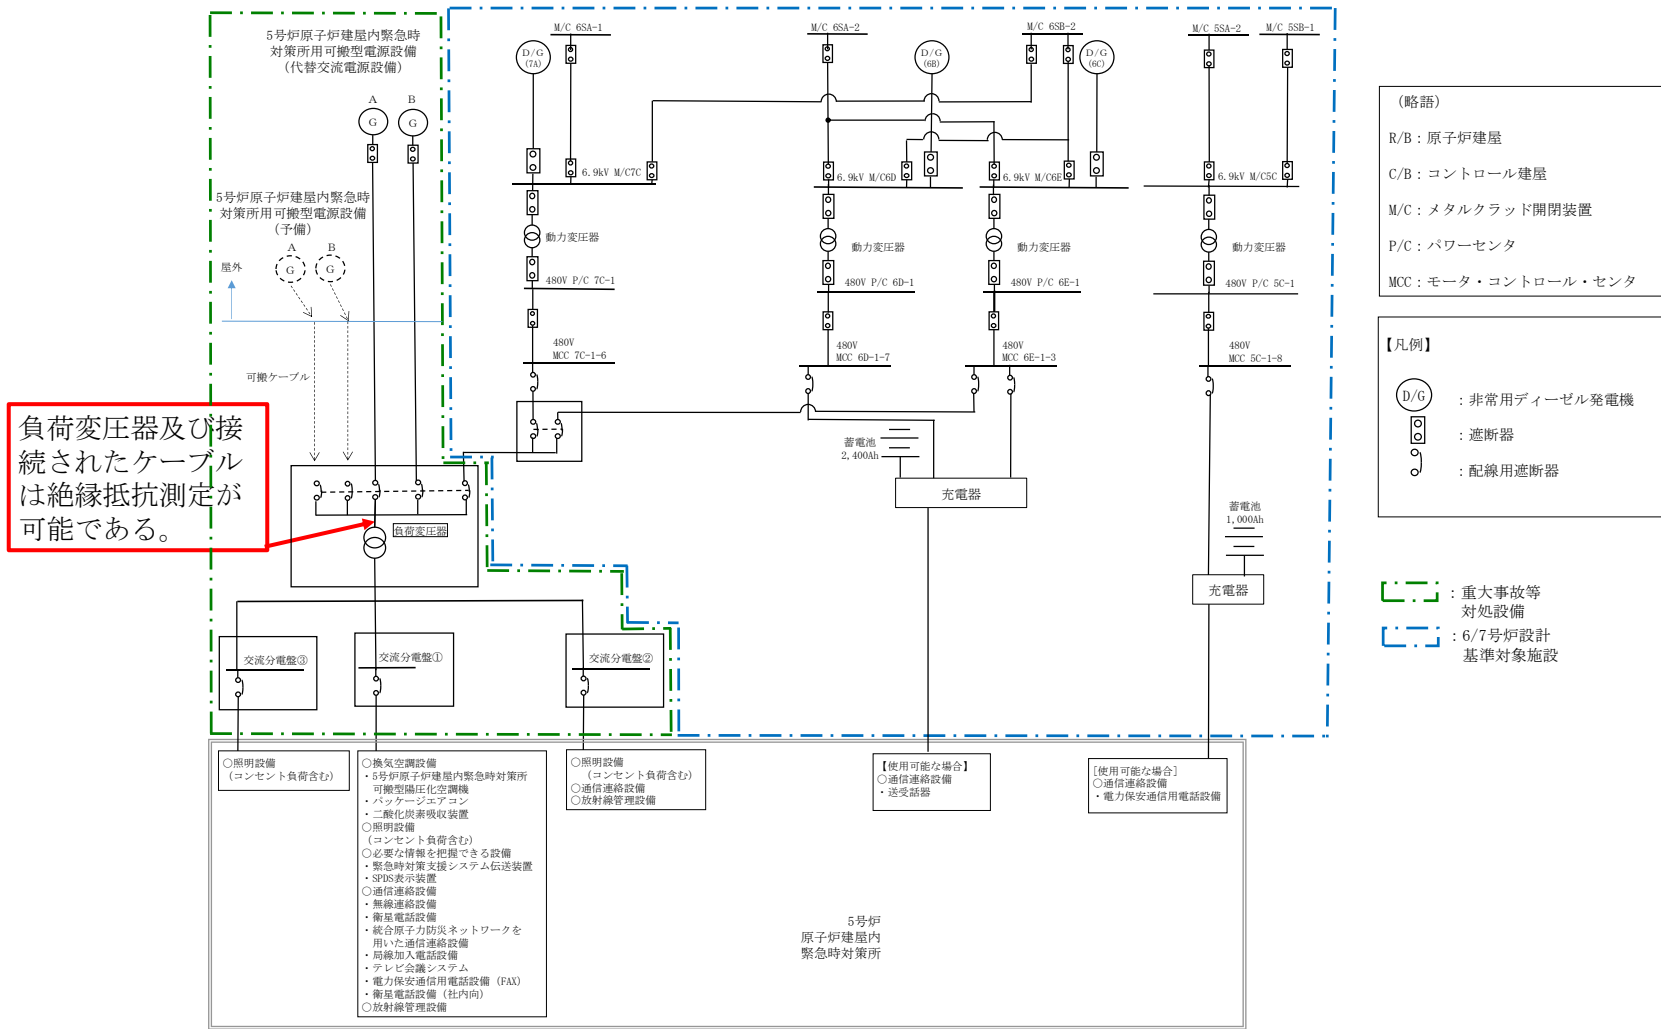 5号炉原子炉建屋内緊急時
対策所用可搬型電源設備
（代替交流電源設備）
A
B
G
G
5号炉原子炉建屋内緊急時
対策所用可搬型電源設備
（予備）
A
B
G
G
屋外
可搬ケーブル
負荷変圧器及び接
続されたケーブル
は絶縁抵抗測定が
可能である。
負荷変圧器
交流分電盤③
交流分電盤①
交流分電盤②
M/C 6SA-1
M/C 6SA-2
M/C 6SB-2
M/C 5SA-2
M/C 5SB-1
D/G
(7A)
D/G
(6B)
D/G
(6C)
6.9kV M/C7C
6.9kV M/C6D
6.9kV M/C6E
6.9kV M/C5C
動力変圧器
動力変圧器
動力変圧器
動力変圧器
480V P/C 7C-1
480V P/C 6D-1
480V P/C 6E-1
480V P/C 5C-1
480V
MCC 7C-1-6
480V
MCC 6D-1-7
480V
MCC 6E-1-3
480V
MCC 5C-1-8
蓄電池
2,400Ah
充電器
蓄電池
1,000Ah
充電器
○照明設備
（コンセント負荷含む）
○換気空調設備
・5号炉原子炉建屋内緊急時対策所
可搬型陽圧化空調機
・パッケージエアコン
・二酸化炭素吸収装置
○照明設備
（コンセント負荷含む）
○必要な情報を把握できる設備
・緊急時対策支援システム伝送装置
・SPDS表示装置
○通信連絡設備
・無線連絡設備
・衛星電話設備
・統合原子力防災ネットワークを
用いた通信連絡設備
・局線加入電話設備
・テレビ会議システム
・電力保安通信用電話設備（FAX）
・衛星電話設備（社内向）
○放射線管理設備
○照明設備
（コンセント負荷含む）
○通信連絡設備
○放射線管理設備
【使用可能な場合】
○通信連絡設備
・送受話器
［使用可能な場合］
○通信連絡設備
・電力保安通信用電話設備
5号炉
原子炉建屋内
緊急時対策所
（略語）
R/B：原子炉建屋
C/B：コントロール建屋
M/C：メタルクラッド開閉装置
P/C：パワーセンタ
MCC：モータ・コントロール・センタ
【凡例】
D/G
：非常用ディーゼル発電機
：遮断器
：配線用遮断器
：重大事故等
対処設備
：6/7号炉設計
基準対象施設